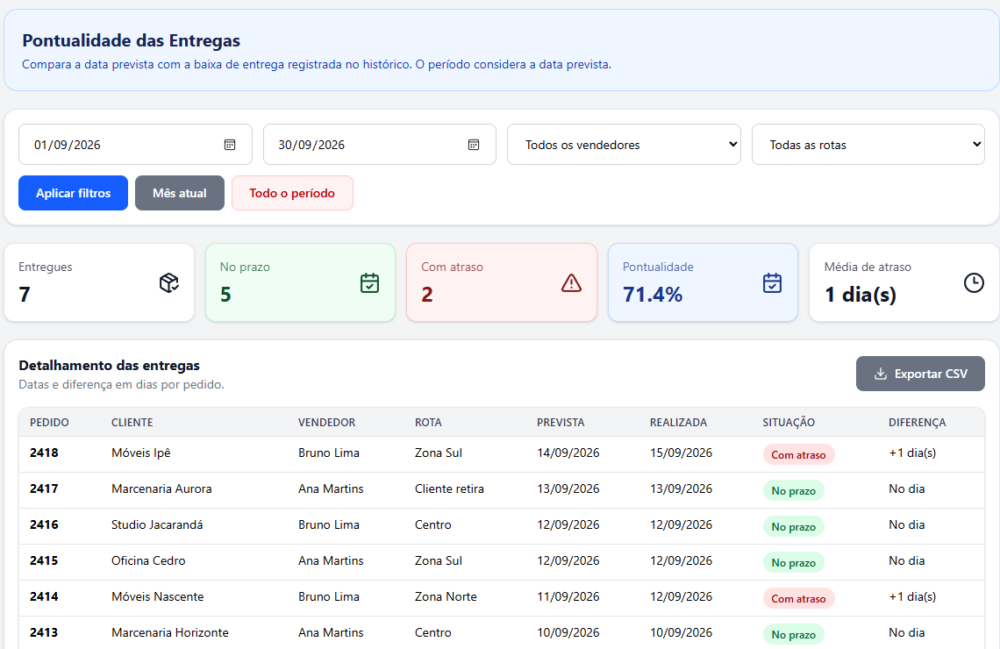 Pontualidade das Entregas
Compara a data prevista com a baixa de entrega registrada no histórico. O período considera a data prevista.
01/09/2026 30/09/2026 Todos os vendedores Todas as rotas
Aplicar filtros Mês atual Todo o período
Entregues No prazo Com atraso Pontualidade Média de atraso
7 5 2 71.4% 1 dia(s)
Detalhamento das entregas
Datas e diferença em dias por pedido.
Exportar CSV
PEDIDO CLIENTE VENDEDOR ROTA PREVISTA REALIZADA SITUAÇÃO DIFERENÇA
2418 Móveis Ipê Bruno Lima Zona Sul 14/09/2026 15/09/2026 Com atraso +1 dia(s)
2417 Marcenaria Aurora Ana Martins Cliente retira 13/09/2026 13/09/2026 No prazo No dia
2416 Studio Jacarandá Bruno Lima Centro 12/09/2026 12/09/2026 No prazo No dia
2415 Oficina Cedro Ana Martins Zona Sul 12/09/2026 12/09/2026 No prazo No dia
2414 Móveis Nascente Bruno Lima Zona Norte 11/09/2026 12/09/2026 Com atraso +1 dia(s)
2413 Marcenaria Horizonte Ana Martins Centro 10/09/2026 10/09/2026 No prazo No dia